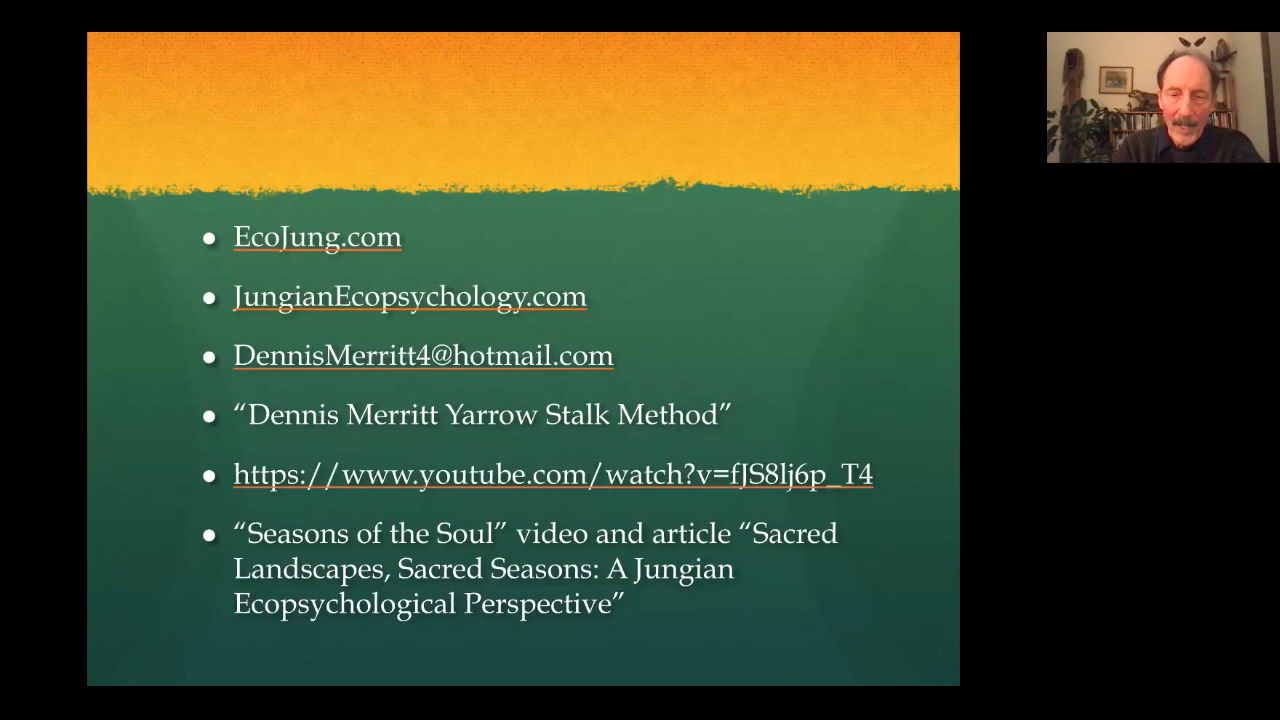 • EcoJung.com
• JungianEcopsychology.com
• DennisMerritt4@hotmail.com
• “Dennis Merritt Yarrow Stalk Method”
• https://www.youtube.com/watch?v=fJS8lj6p_T4
• “Seasons of the Soul” video and article “Sacred
Landscapes, Sacred Seasons: A Jungian
Ecopsychological Perspective”